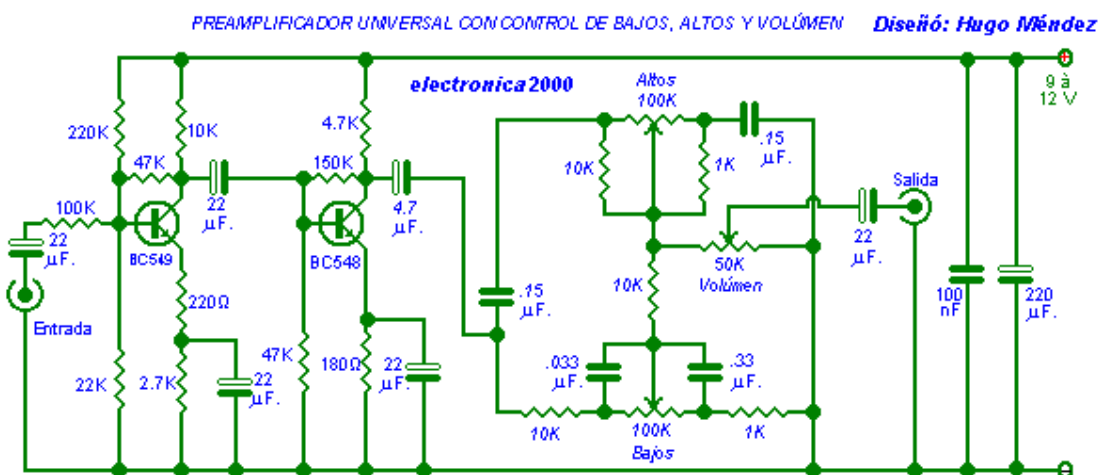 PREAMPLIFICADOR UNIVERSAL CON CONTROL DE BAJOS, ALTOS Y VOLÚMEN
Diseñó: Hugo Méndez
electronica2000
Altos
100K
+
9 à
12 V
220K
10K
4.7K
.15
µF.
47K
150K
10K
1K
100K
22
µF.
4.7
µF.
Salida
22
µF.
BC549
BC548
50K
Volúmen
22
µF.
220Ω
10K
.15
µF.
100
nF
220
µF.
Entrada
22K
2.7K
22
µF.
47K
180Ω
22
µF.
.033
µF.
.33
µF.
10K
100K
Bajos
1K